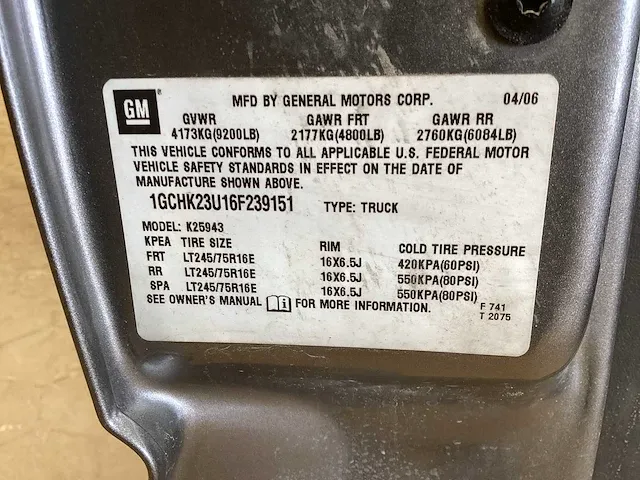 GM ® MFD BY GENERAL MOTORS CORP. 04/06
GVWR GAWR FRT GAWR RR
4173KG(9200LB) 2177KG(4800LB) 2760KG(6084LB)
THIS VEHICLE CONFORMS TO ALL APPLICABLE U.S. FEDERAL MOTOR
VEHICLE SAFETY STANDARDS IN EFFECT ON THE DATE OF
MANUFACTURE SHOWN ABOVE.
1GCHK23U16F239151 TYPE: TRUCK
MODEL: K25943
KPEA TIRE SIZE RIM COLD TIRE PRESSURE
FRT LT245/75R16E 16X6.5J 420KPA(60PSI)
RR LT245/75R16E 16X6.5J 550KPA(80PSI)
SPA LT245/75R16E 16X6.5J 550KPA(80PSI)
SEE OWNER'S MANUAL FOR MORE INFORMATION. F 741
T 2075